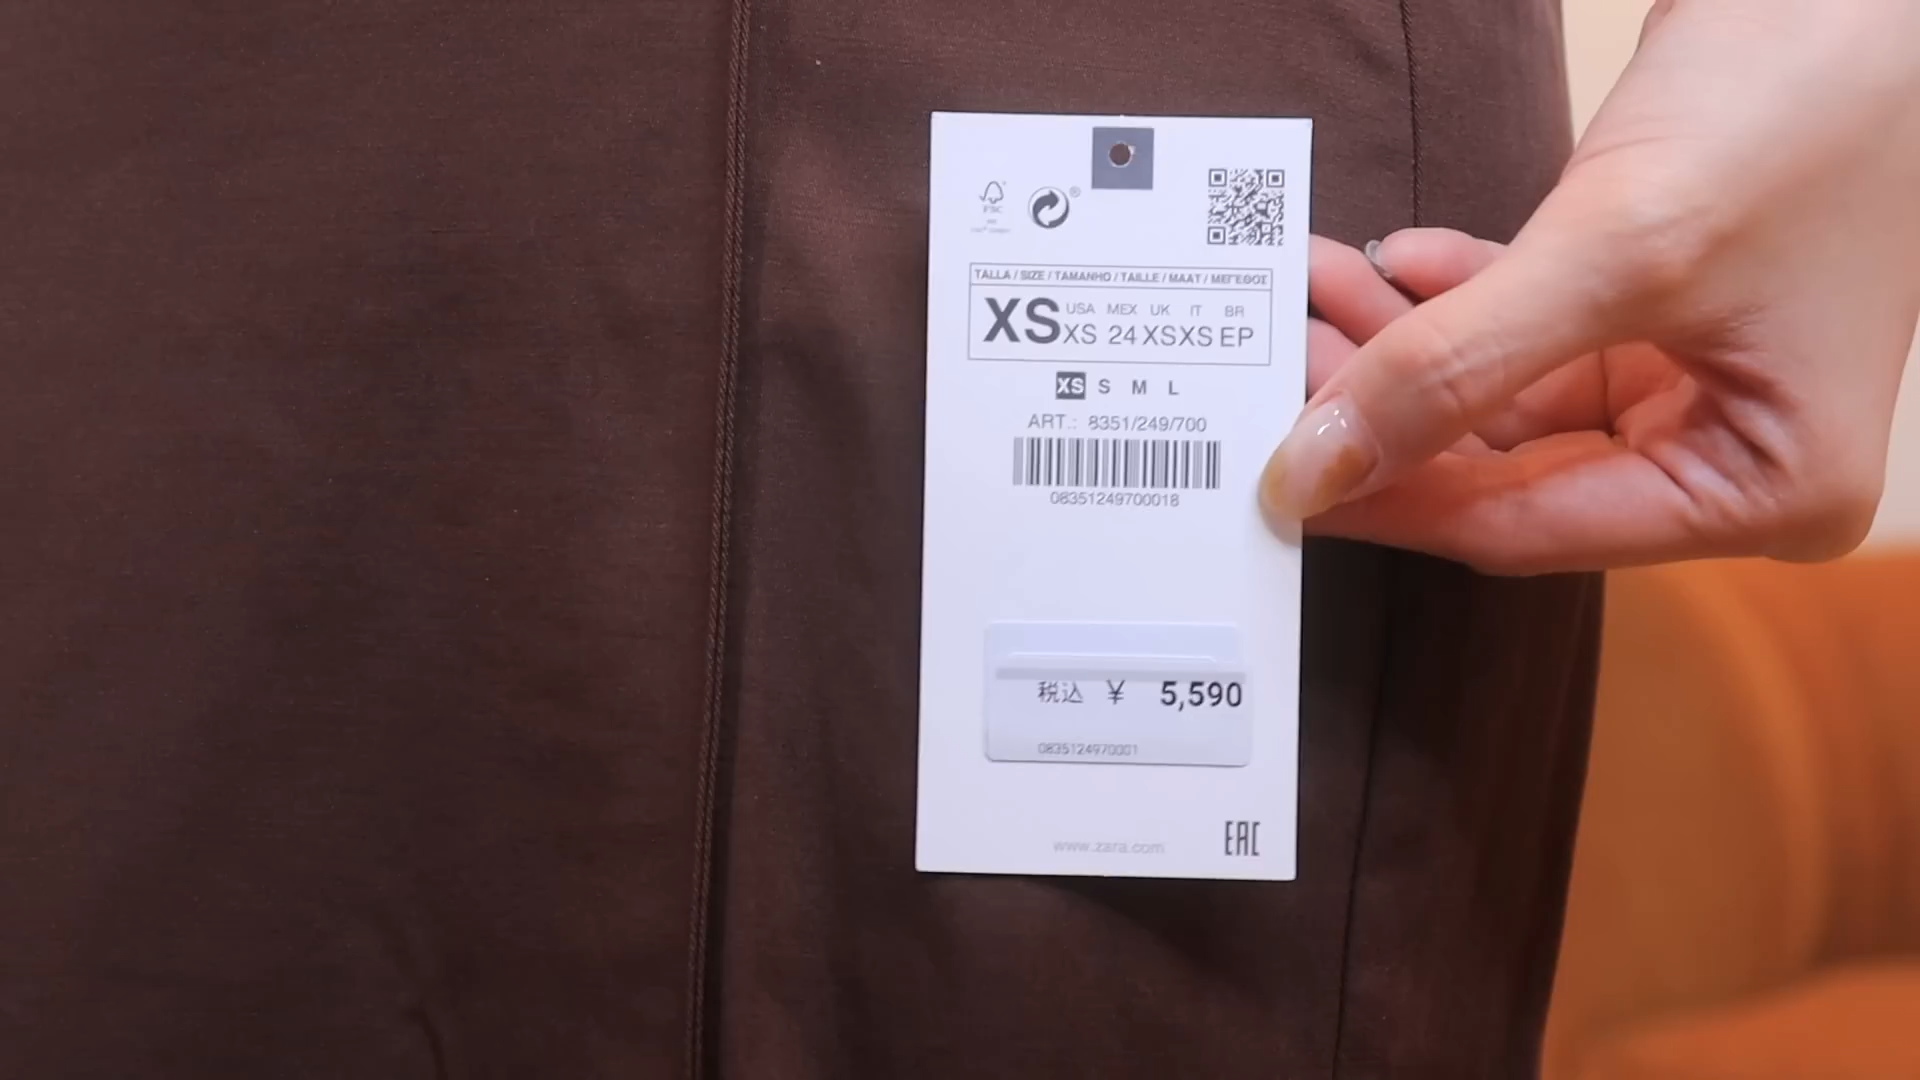 FSC
TALLA / SIZE / TAMANHO / TAILLE / MAAT / ΜΕΓΕΘΟΣ
XS
USA MEX UK IT BR
XS 24 XS XS EP
XS S M L
ART.: 8351/249/700
08351249700018
税込 ¥ 5,590
0835124970001
www.zara.com
EAC